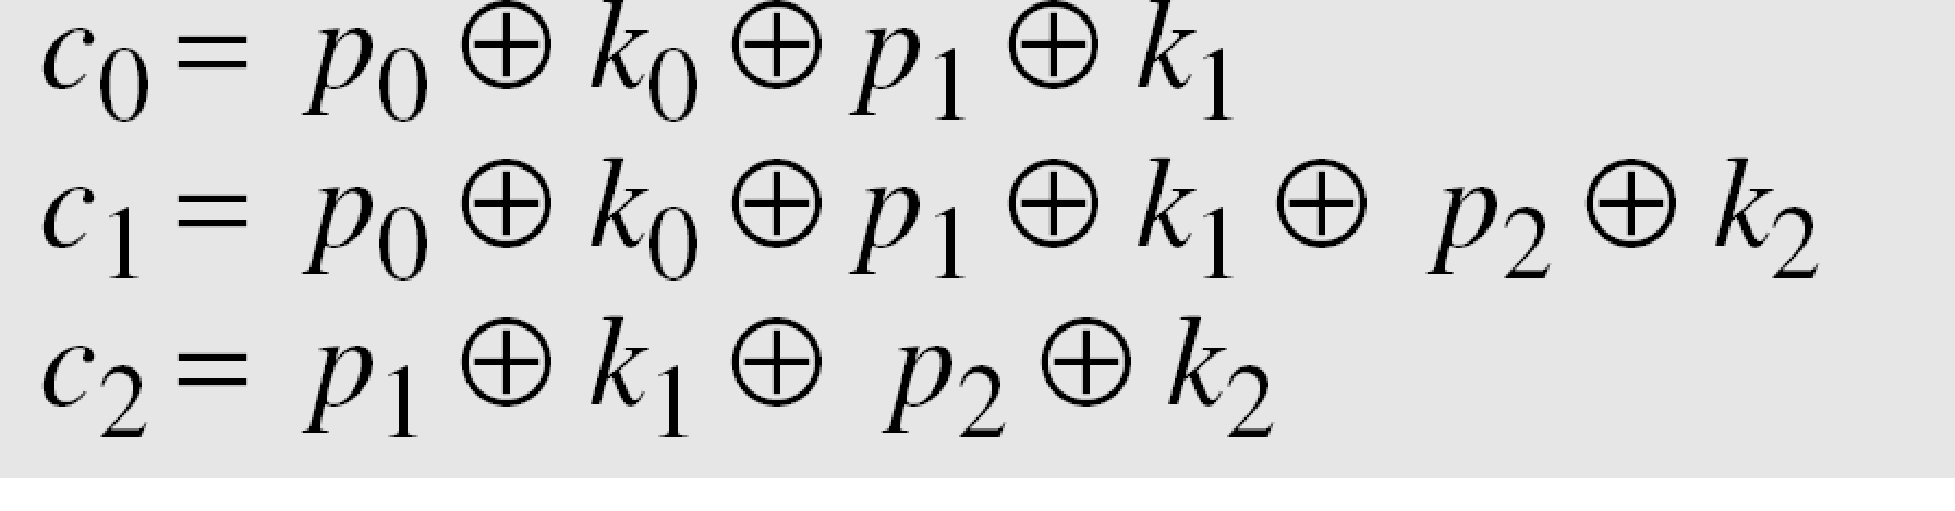 c₀ = p₀ ⊕ k₀ ⊕ p₁ ⊕ k₁
c₁ = p₀ ⊕ k₀ ⊕ p₁ ⊕ k₁ ⊕ p₂ ⊕ k₂
c₂ = p₁ ⊕ k₁ ⊕ p₂ ⊕ k₂